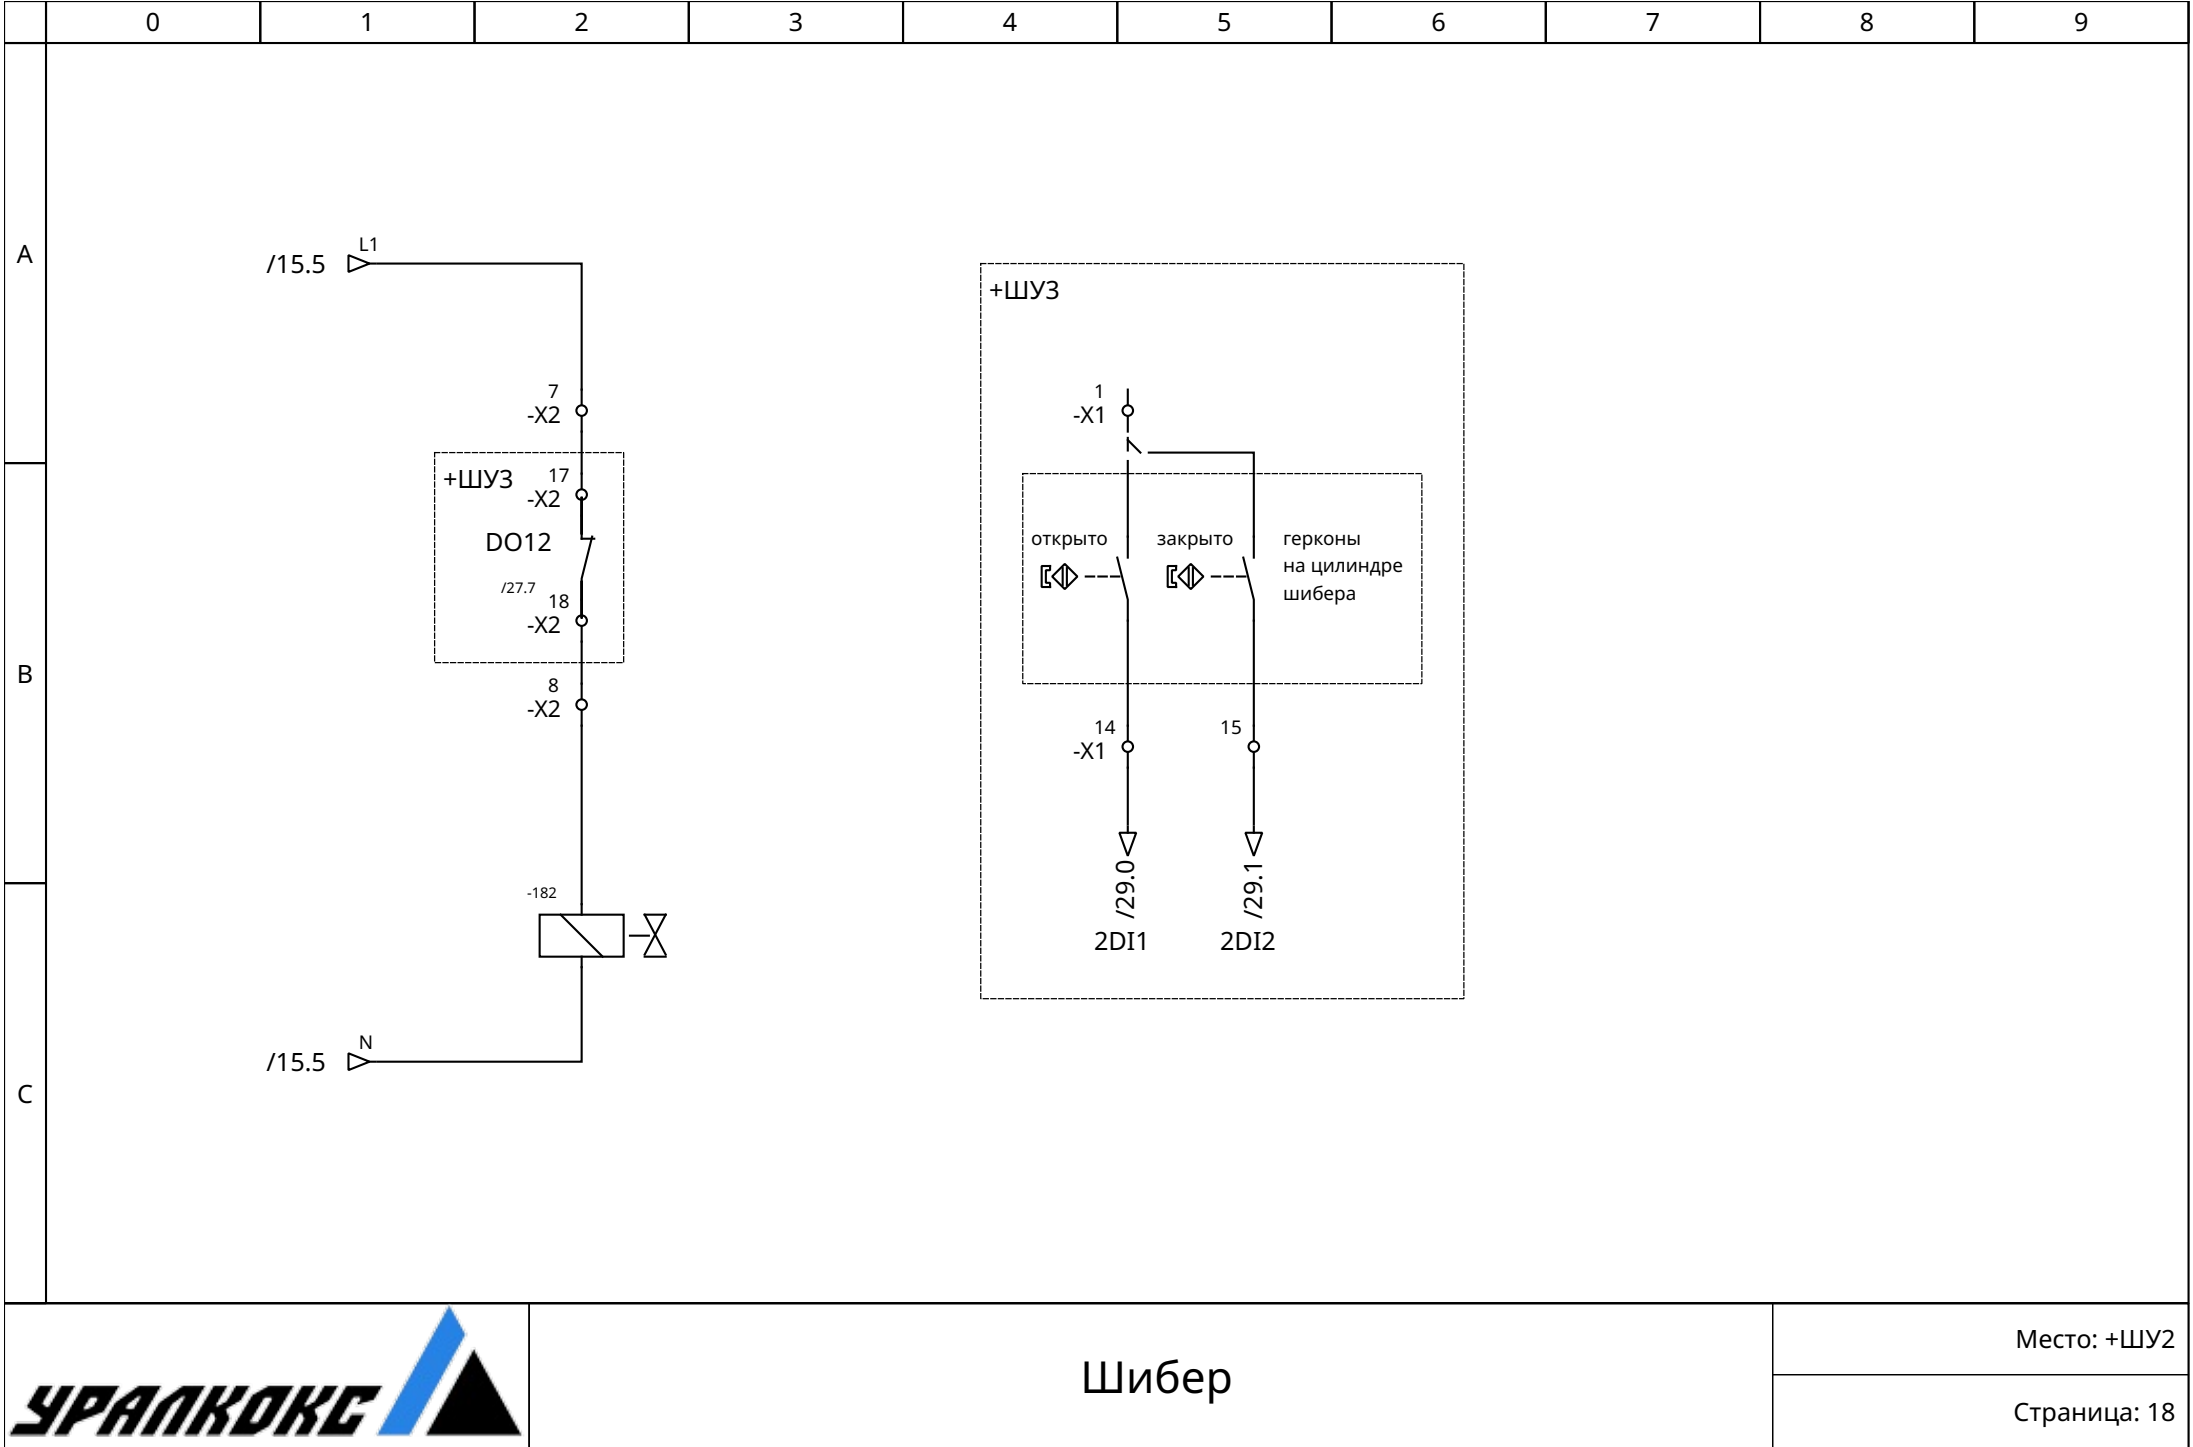 0 1 2 3 4 5 6 7 8 9
A
B
C
/15.5 L1
7
-X2
+ШУ3 17
-X2
DO12
/27.7
18
-X2
8
-X2
-182
/15.5 N
+ШУ3
1
-X1
открыто закрыто герконы
на цилиндре
шибера
14 15
-X1
/29.0 /29.1
2DI1 2DI2
УРАЛКОКС
Шибер
Место: +ШУ2
Страница: 18